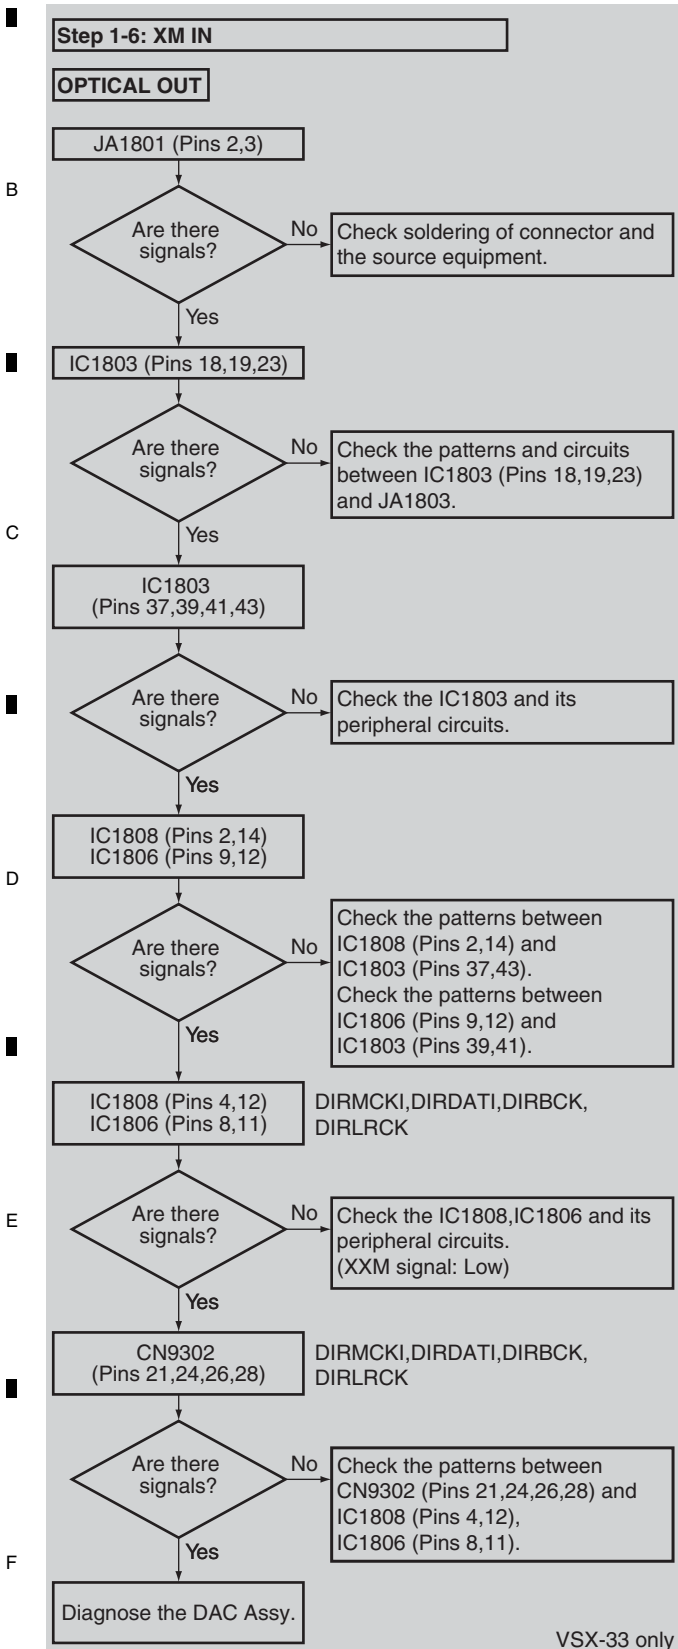 Step 1-6: XM IN
OPTICAL OUT
JA1801 (Pins 2,3)
B
Are there
signals?
No
Check soldering of connector and
the source equipment.
Yes
IC1803 (Pins 18,19,23)
Are there
signals?
No
Check the patterns and circuits
between IC1803 (Pins 18,19,23)
and JA1803.
Yes
C
IC1803
(Pins 37,39,41,43)
Are there
signals?
No
Check the IC1803 and its
peripheral circuits.
Yes
IC1808 (Pins 2,14)
IC1806 (Pins 9,12)
D
Are there
signals?
No
Check the patterns between
IC1808 (Pins 2,14) and
IC1803 (Pins 37,43).
Check the patterns between
IC1806 (Pins 9,12) and
IC1803 (Pins 39,41).
Yes
IC1808 (Pins 4,12)
IC1806 (Pins 8,11)
DIRMCKI,DIRDATI,DIRBCK,
DIRLRCK
E
Are there
signals?
No
Check the IC1808,IC1806 and its
peripheral circuits.
(XXM signal: Low)
Yes
CN9302
(Pins 21,24,26,28)
DIRMCKI,DIRDATI,DIRBCK,
DIRLRCK
Are there
signals?
No
Check the patterns between
CN9302 (Pins 21,24,26,28) and
IC1808 (Pins 4,12),
IC1806 (Pins 8,11).
Yes
F
Diagnose the DAC Assy.
VSX-33 only